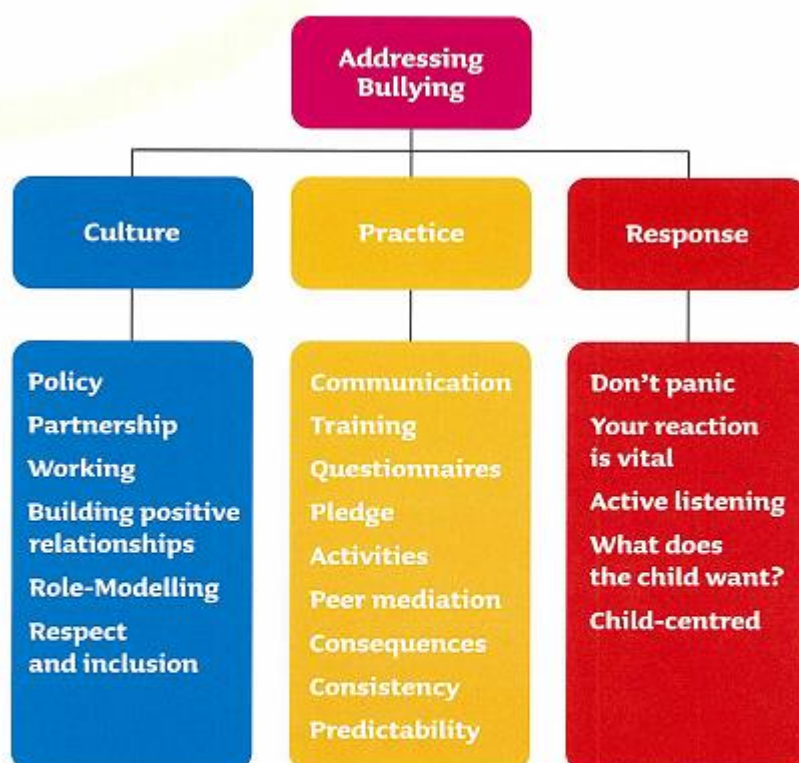 Addressing
Bullying
Culture
Practice
Response
Policy
Partnership
Working
Building positive
relationships
Role-Modelling
Respect
and inclusion
Communication
Training
Questionnaires
Pledge
Activities
Peer mediation
Consequences
Consistency
Predictability
Don't panic
Your reaction
is vital
Active listening
What does
the child want?
Child-centred